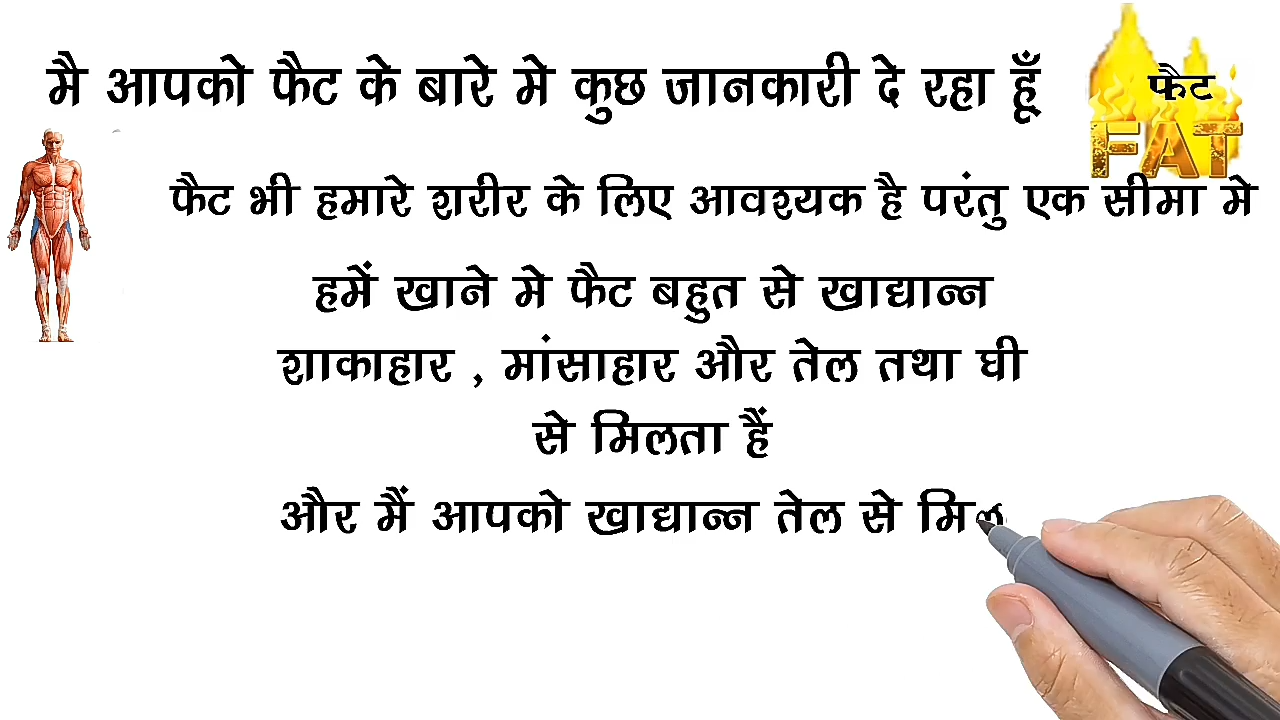 मै आपको फैट के बारे मे कुछ जानकारी दे रहा हूँ
फैट
FAT
फैट भी हमारे शरीर के लिए आवश्यक है परंतु एक सीमा मे
हमें खाने मे फैट बहुत से खाद्यान्न
शाकाहार , मांसाहार और तेल तथा घी
से मिलता हैं
और मैं आपको खाद्यान्न तेल से मिल